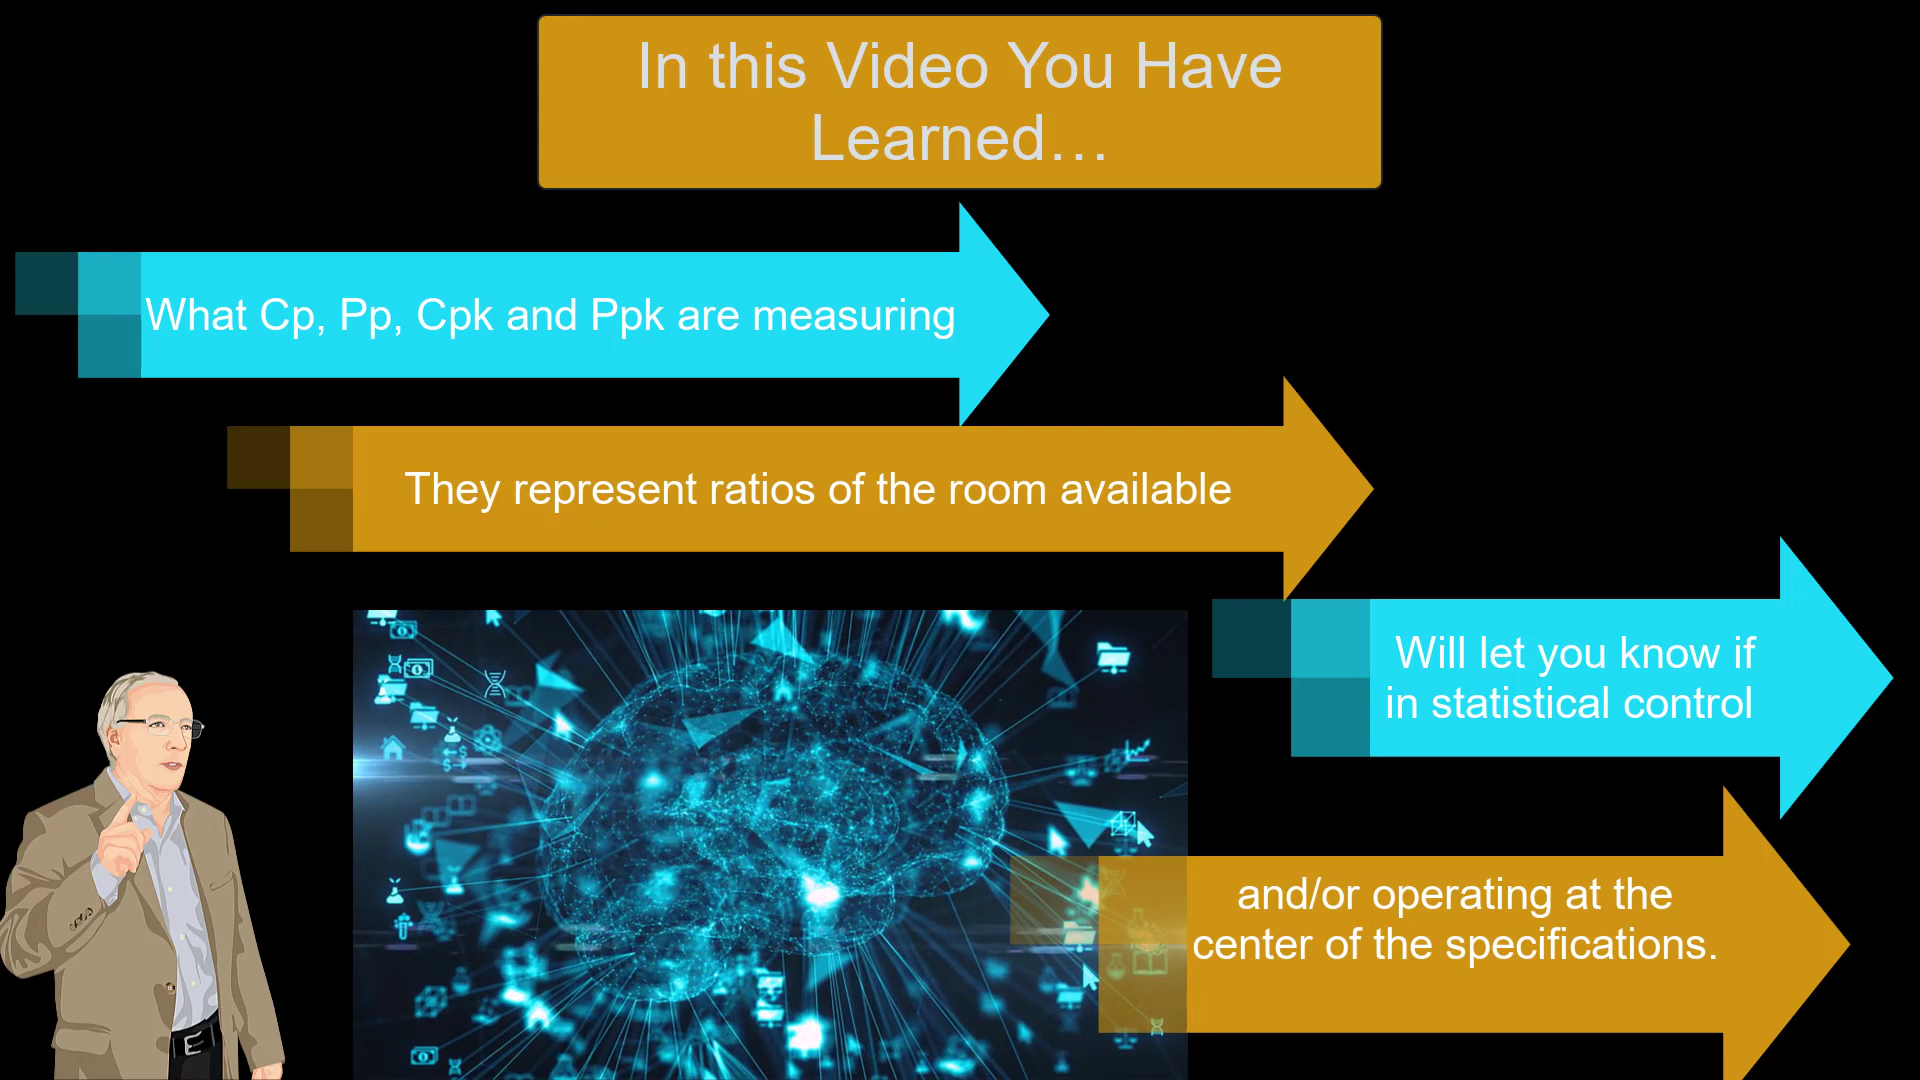 In this Video You Have
Learned…
What Cp, Pp, Cpk and Ppk are measuring
They represent ratios of the room available
Will let you know if
in statistical control
and/or operating at the
center of the specifications.